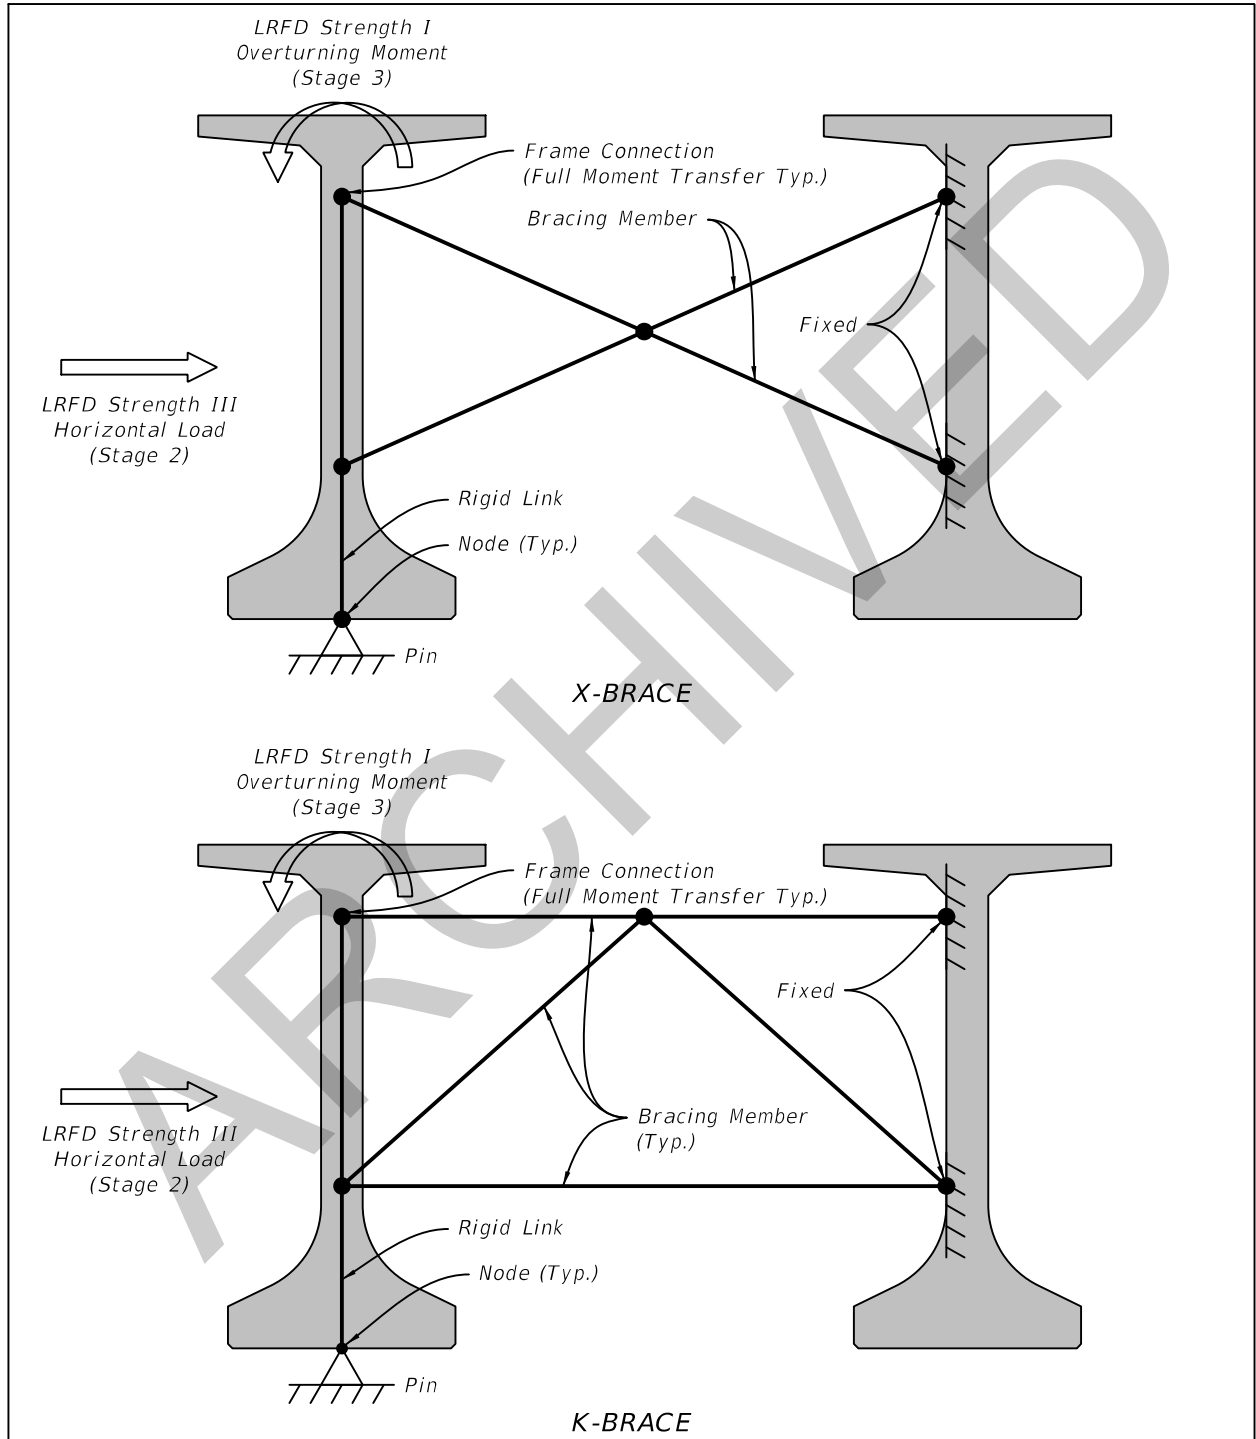 LRFD Strength I
Overturning Moment
(Stage 3)
Frame Connection
(Full Moment Transfer Typ.)
Bracing Member
Fixed
LRFD Strength III
Horizontal Load
(Stage 2)
Rigid Link
Node (Typ.)
Pin
X-BRACE
LRFD Strength I
Overturning Moment
(Stage 3)
Frame Connection
(Full Moment Transfer Typ.)
Fixed
Bracing Member
(Typ.)
LRFD Strength III
Horizontal Load
(Stage 2)
Rigid Link
Node (Typ.)
Pin
K-BRACE
ARCHIVED